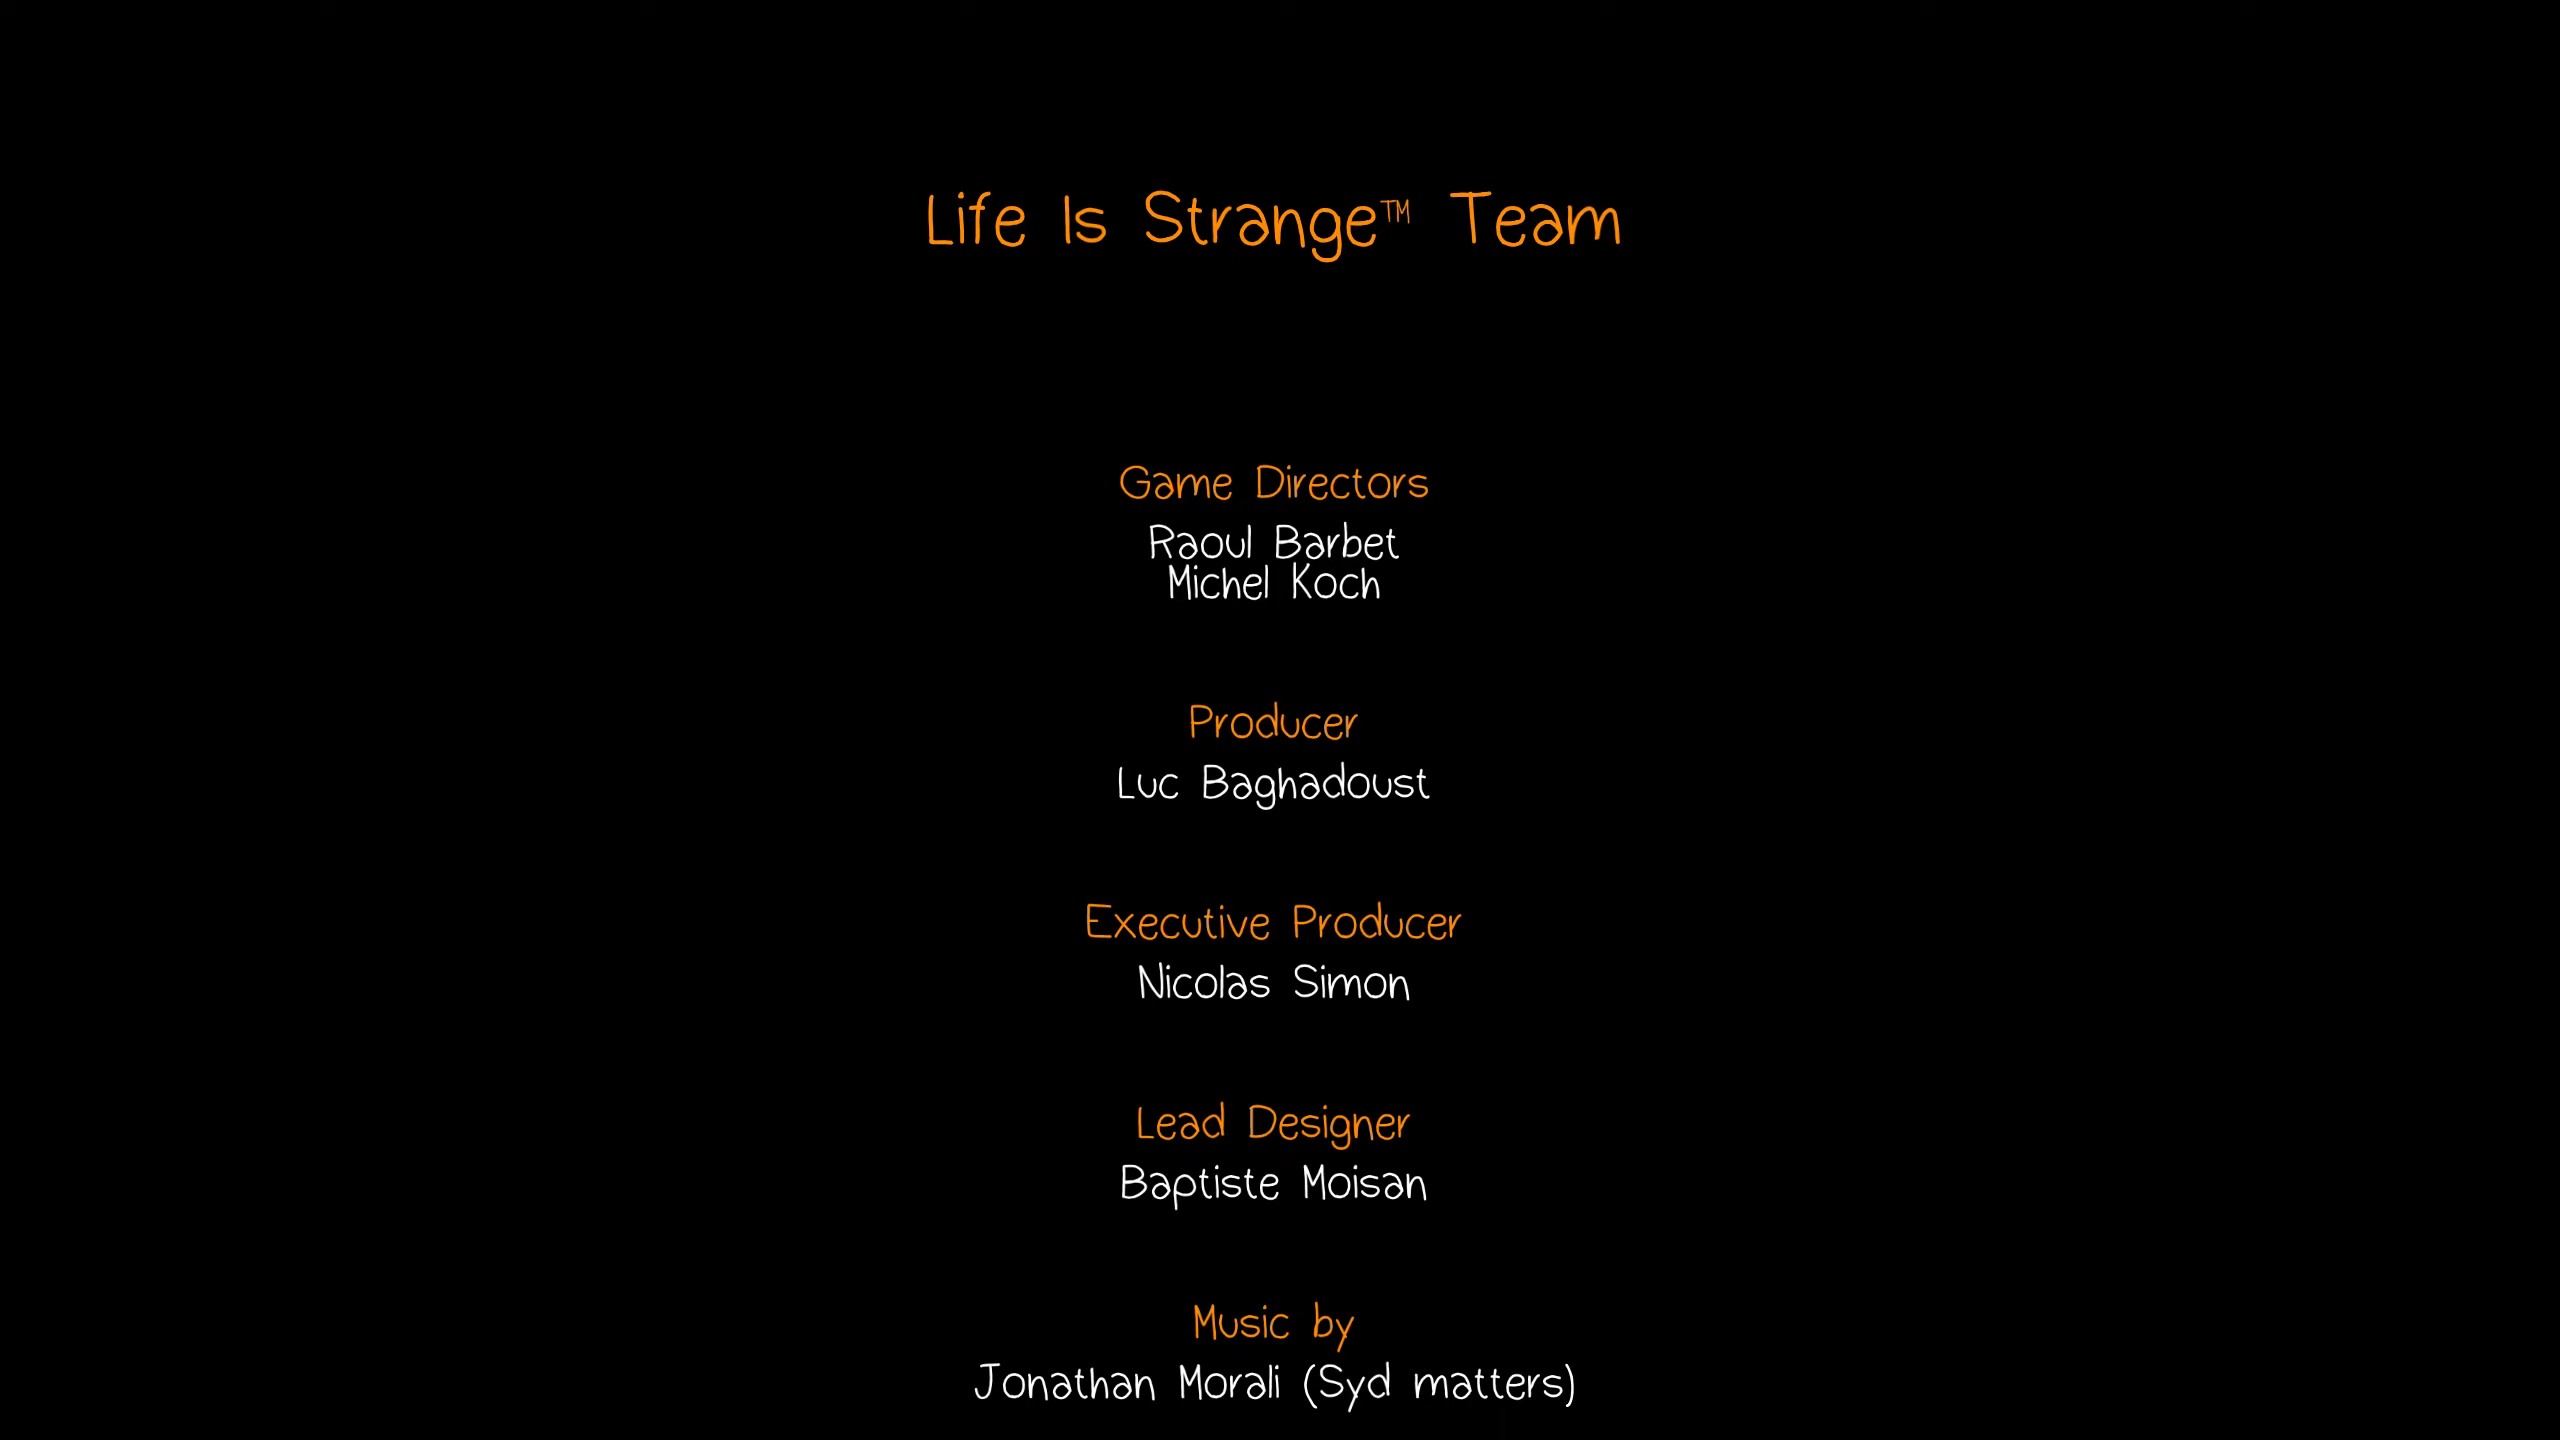 Life Is Strange™ Team
Game Directors
Raoul Barbet
Michel Koch
Producer
Luc Baghadoust
Executive Producer
Nicolas Simon
Lead Designer
Baptiste Moisan
Music by
Jonathan Morali (Syd matters)